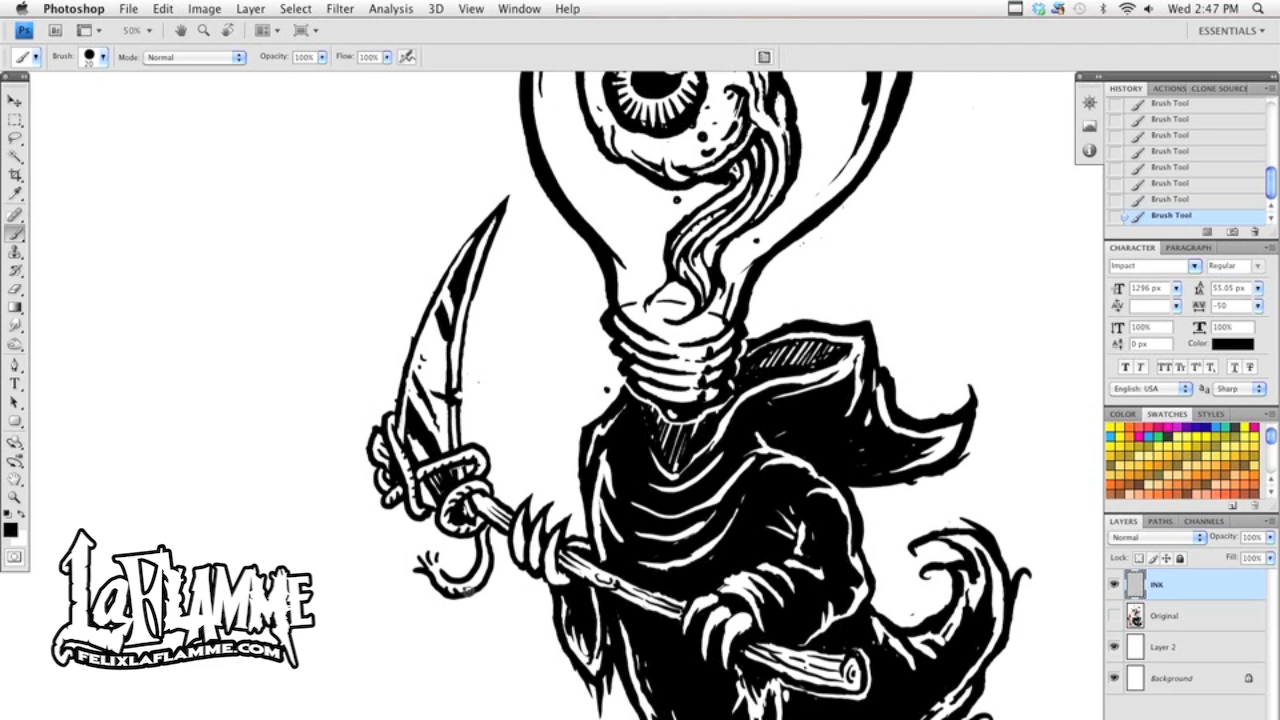 Photoshop File Edit Image Layer Select Filter Analysis 3D View Window Help Wed 2:47 PM
Ps Br 50% ESSENTIALS
Brush: 20 Mode: Normal Opacity: 100% Flow: 100%
HISTORY ACTIONS CLONE SOURCE
Brush Tool
Brush Tool
Brush Tool
Brush Tool
Brush Tool
Brush Tool
Brush Tool
Brush Tool
CHARACTER PARAGRAPH
Impact Regular
1296 px 55.05 px
-50
100% 100%
0 px Color:
English: USA Sharp
COLOR SWATCHES STYLES
LAYERS PATHS CHANNELS
Normal Opacity: 100%
Lock: Fill: 100%
INK
Original
Layer 2
Background
LAFLAMME
FELIXLAFLAMME.COM